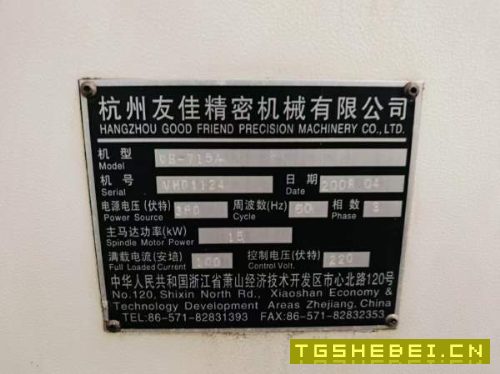 杭州友佳精密机械有限公司
HANGZHOU GOOD FRIEND PRECISION MACHINERY CO.,LTD.
机型 Model VB-715A
机号 Serial 日期 Date 2008.04
电源电压(伏特) Power Source 380 周波数(Hz) Cycle 50 相数 Phase 3
主马达功率(kW) Spindle Motor Power 15
满载电流(安培) Full Loaded Current 100 控制电压(伏特) Control Volt. 220
中华人民共和国浙江省萧山经济技术开发区市心北路120号
No.120, Shixin North Rd., Xiaoshan Economy &
Technology Development Areas Zhejiang, China
TEL:86-571-82831393 FAX:86-571-82832353
TGSHEBEI.CN